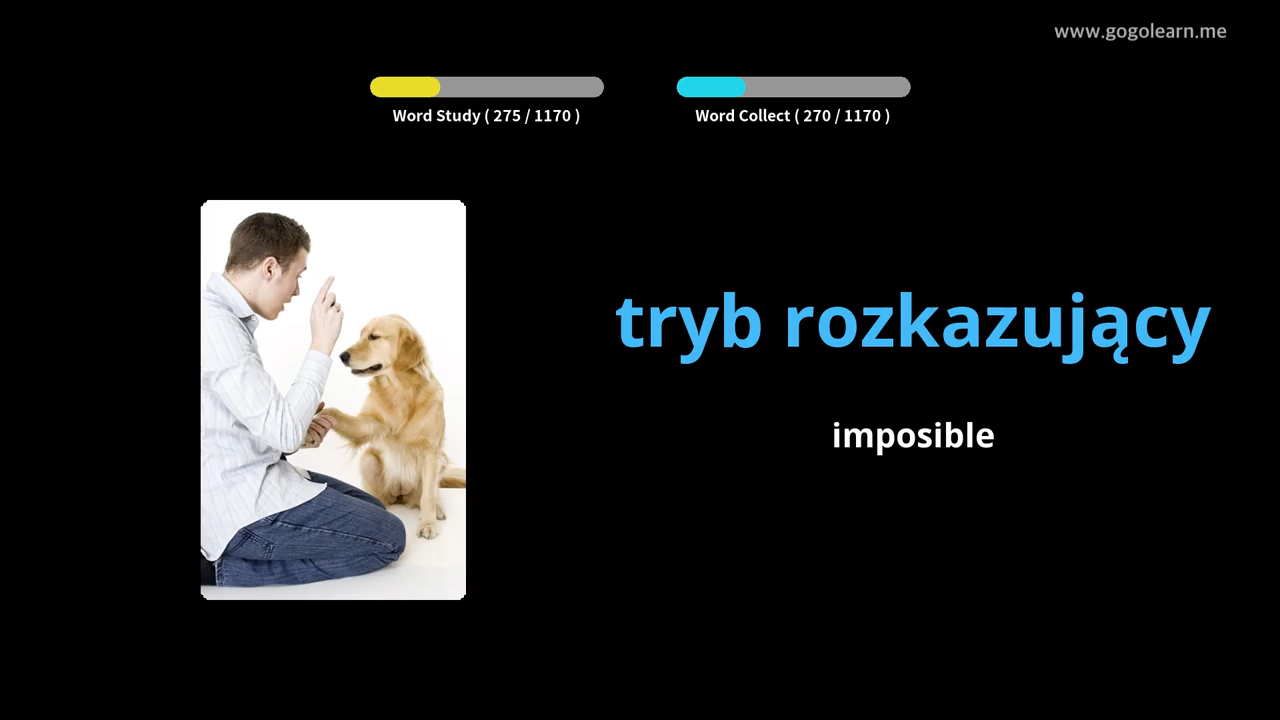 www.gogolearn.me
Word Study ( 275 / 1170 )
Word Collect ( 270 / 1170 )
tryb rozkazujący
imposible